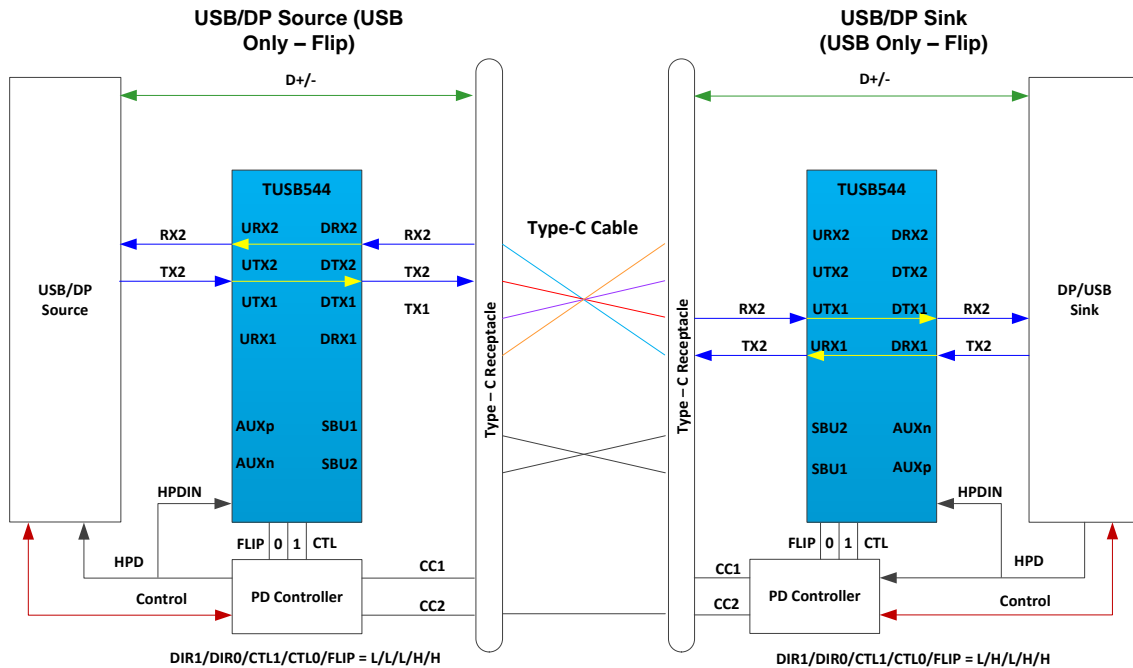 USB/DP Source (USB
Only – Flip)
USB/DP Sink
(USB Only – Flip)
D+/-
D+/-
TUSB544
TUSB544
URX2 DRX2
RX2
RX2
UTX2 DTX2
TX2
TX2
UTX1 DTX1
TX1
URX1 DRX1
USB/DP
Source
Type-C Cable
Type – C Receptacle
Type – C Receptacle
URX2 DRX2
UTX2 DTX2
RX2
UTX1 DTX1
RX2
TX2
URX1 DRX1
TX2
DP/USB
Sink
AUXp SBU1
AUXn SBU2
SBU2 AUXn
SBU1 AUXp
HPDIN
HPDIN
FLIP 0 1 CTL
FLIP 0 1 CTL
HPD
HPD
CC1
CC1
PD Controller
PD Controller
Control
Control
CC2
CC2
DIR1/DIR0/CTL1/CTL0/FLIP = L/L/L/H/H
DIR1/DIR0/CTL1/CTL0/FLIP = L/H/L/H/H